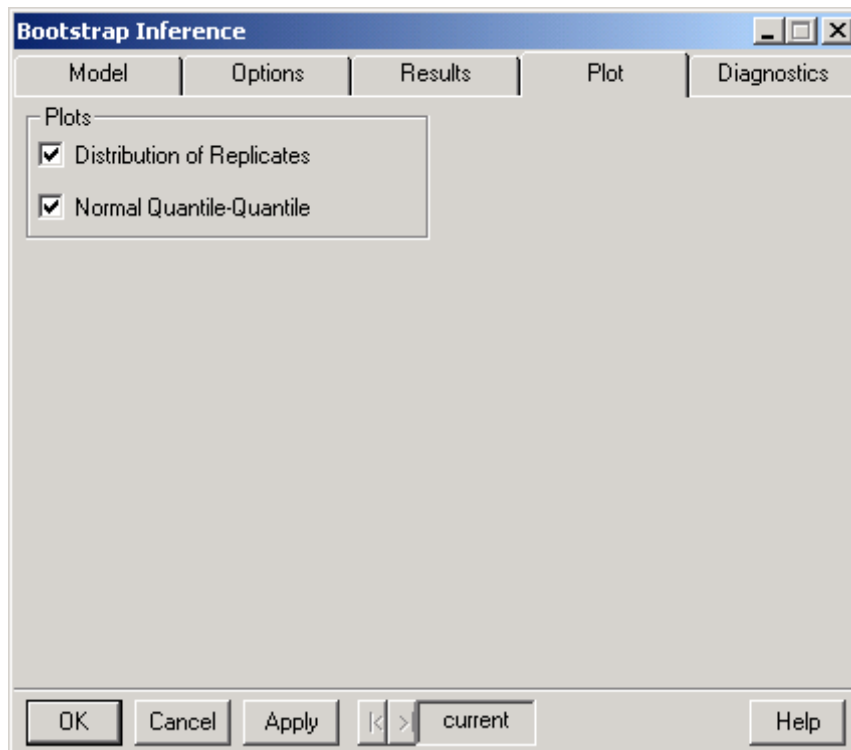 Bootstrap Inference
Model Options Results Plot Diagnostics
Plots
Distribution of Replicates
Normal Quantile-Quantile
OK Cancel Apply |< >| current Help